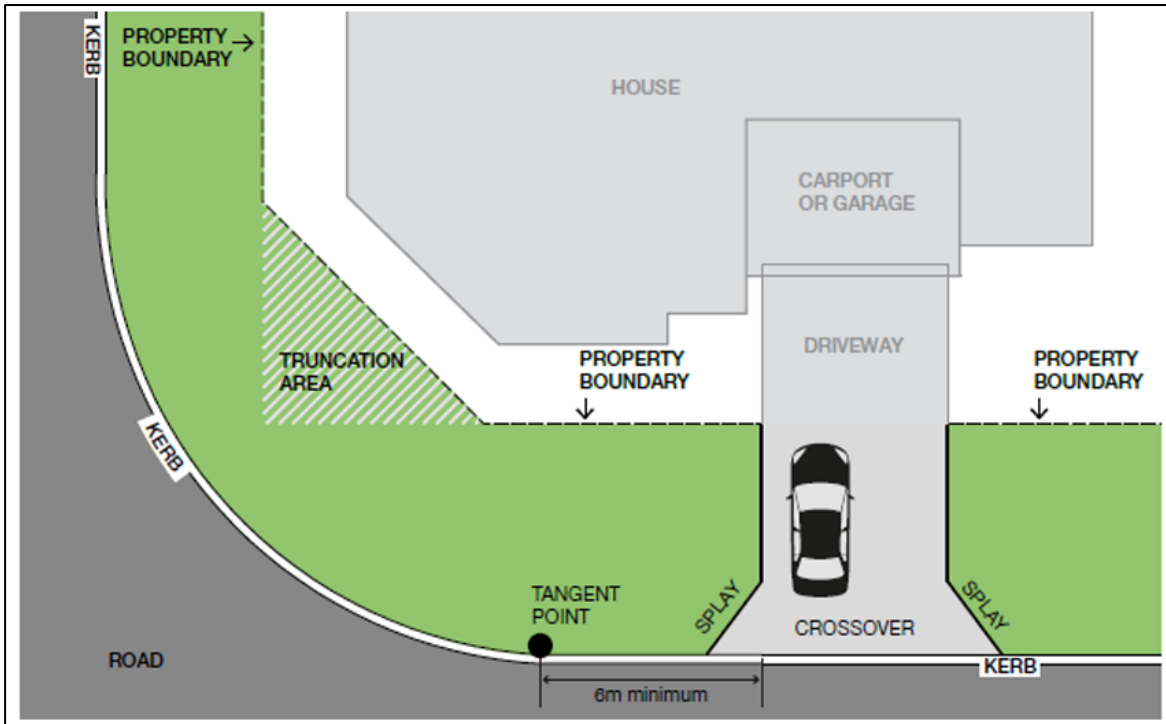 KERB
PROPERTY
BOUNDARY
HOUSE
CARPORT
OR GARAGE
TRUNCATION
AREA
PROPERTY
BOUNDARY
DRIVEWAY
PROPERTY
BOUNDARY
KERB
TANGENT
POINT
SPLAY
CROSSOVER
SPLAY
ROAD
KERB
6m minimum